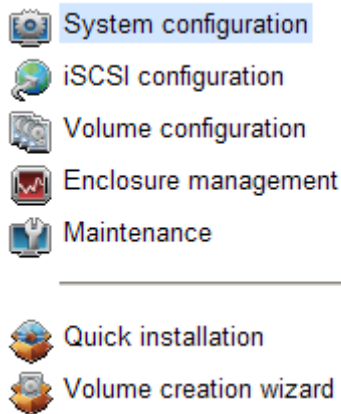 System configuration
iSCSI configuration
Volume configuration
Enclosure management
Maintenance
Quick installation
Volume creation wizard